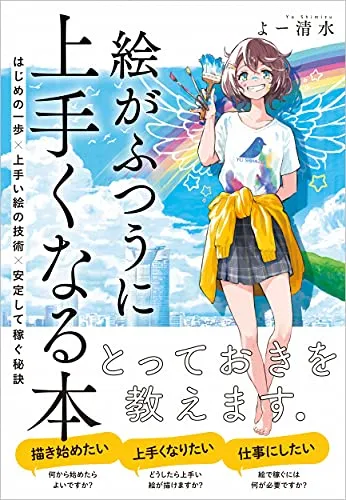 Yo Shimizu
よー清水
絵がふつうに
上手くなる本
はじめの一歩×上手い絵の技術×安定して稼ぐ秘訣
とっておきを
教えます.
描き始めたい
何から始めたら
よいですか?
上手くなりたい
どうしたら上手い
絵が描けますか?
仕事にしたい
絵で稼ぐには
何が必要ですか?